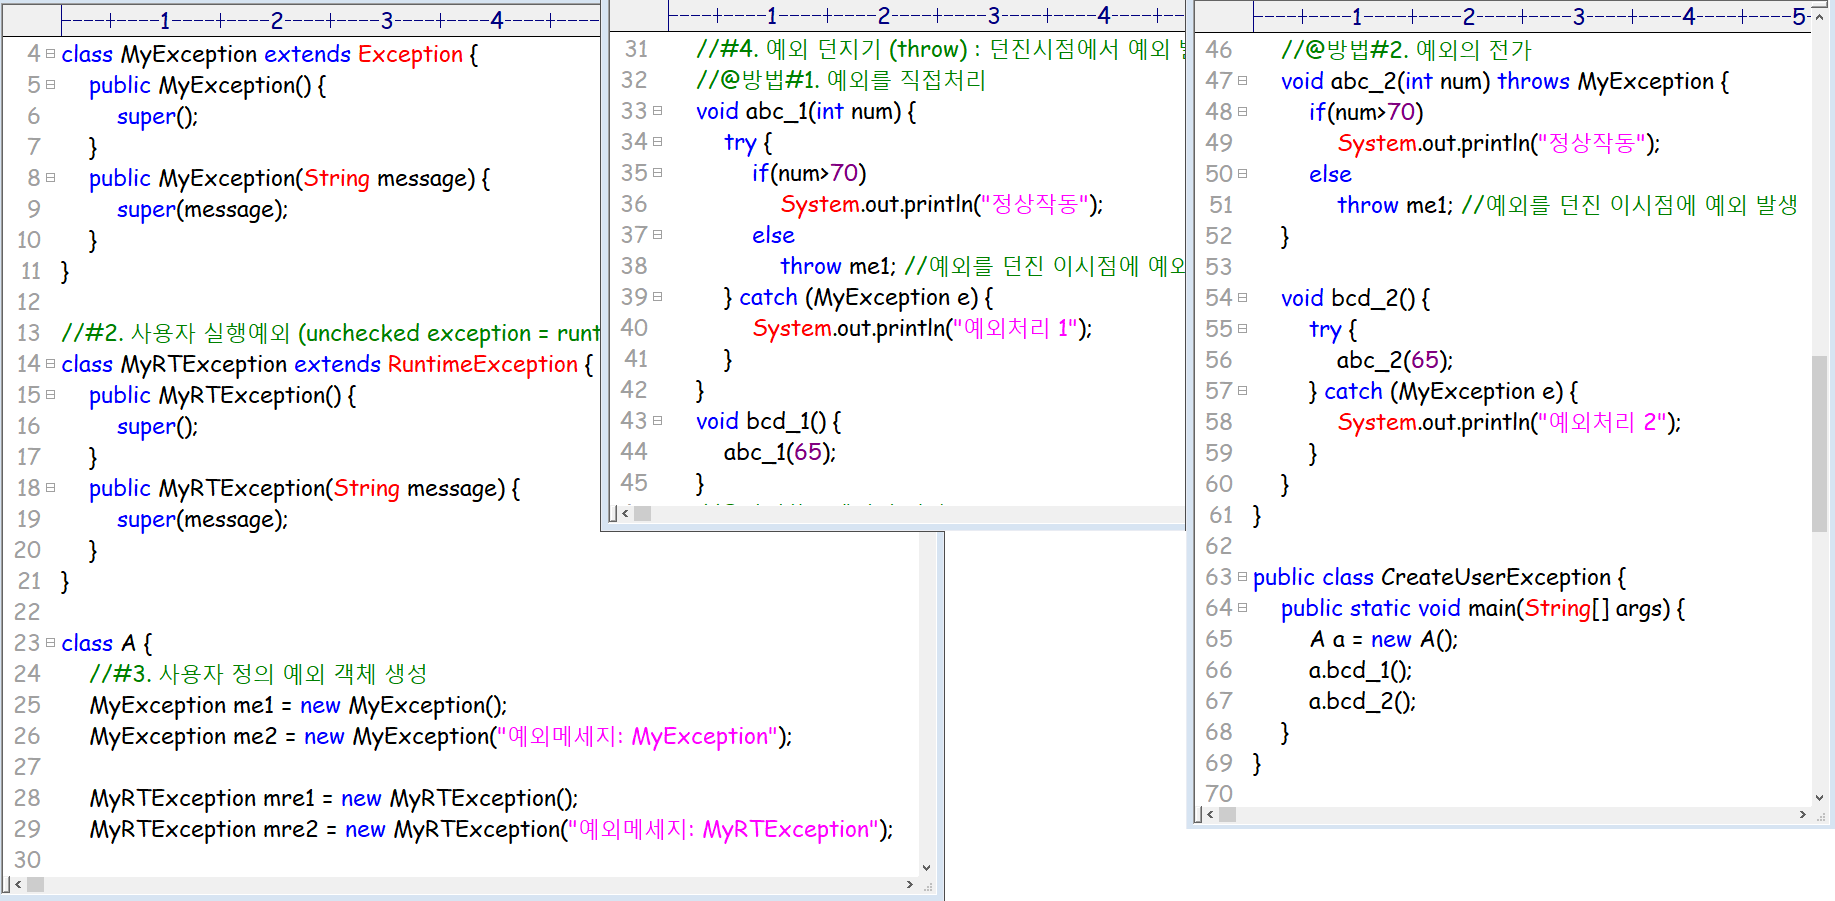 ----+----1----+----2----+----3----+----4----+
4 class MyException extends Exception {
5 public MyException() {
6 super();
7 }
8 public MyException(String message) {
9 super(message);
10 }
11 }
12
13 //#2. 사용자 실행예외 (unchecked exception = runt
14 class MyRTException extends RuntimeException {
15 public MyRTException() {
16 super();
17 }
18 public MyRTException(String message) {
19 super(message);
20 }
21 }
22
23 class A {
24 //#3. 사용자 정의 예외 객체 생성
25 MyException me1 = new MyException();
26 MyException me2 = new MyException("예외메세지: MyException");
27
28 MyRTException mre1 = new MyRTException();
29 MyRTException mre2 = new MyRTException("예외메세지: MyRTException");
30
----+----1----+----2----+----3----+----4----+--
31 //#4. 예외 던지기 (throw) : 던진시점에서 예외
32 //@방법#1. 예외를 직접처리
33 void abc_1(int num) {
34 try {
35 if(num>70)
36 System.out.println("정상작동");
37 else
38 throw me1; //예외를 던진 이시점에 예외
39 } catch (MyException e) {
40 System.out.println("예외처리 1");
41 }
42 }
43 void bcd_1() {
44 abc_1(65);
45 }
----+----1----+----2----+----3----+----4----+----5-
46 //@방법#2. 예외의 전가
47 void abc_2(int num) throws MyException {
48 if(num>70)
49 System.out.println("정상작동");
50 else
51 throw me1; //예외를 던진 이시점에 예외 발생
52 }
53
54 void bcd_2() {
55 try {
56 abc_2(65);
57 } catch (MyException e) {
58 System.out.println("예외처리 2");
59 }
60 }
61 }
62
63 public class CreateUserException {
64 public static void main(String[] args) {
65 A a = new A();
66 a.bcd_1();
67 a.bcd_2();
68 }
69 }
70